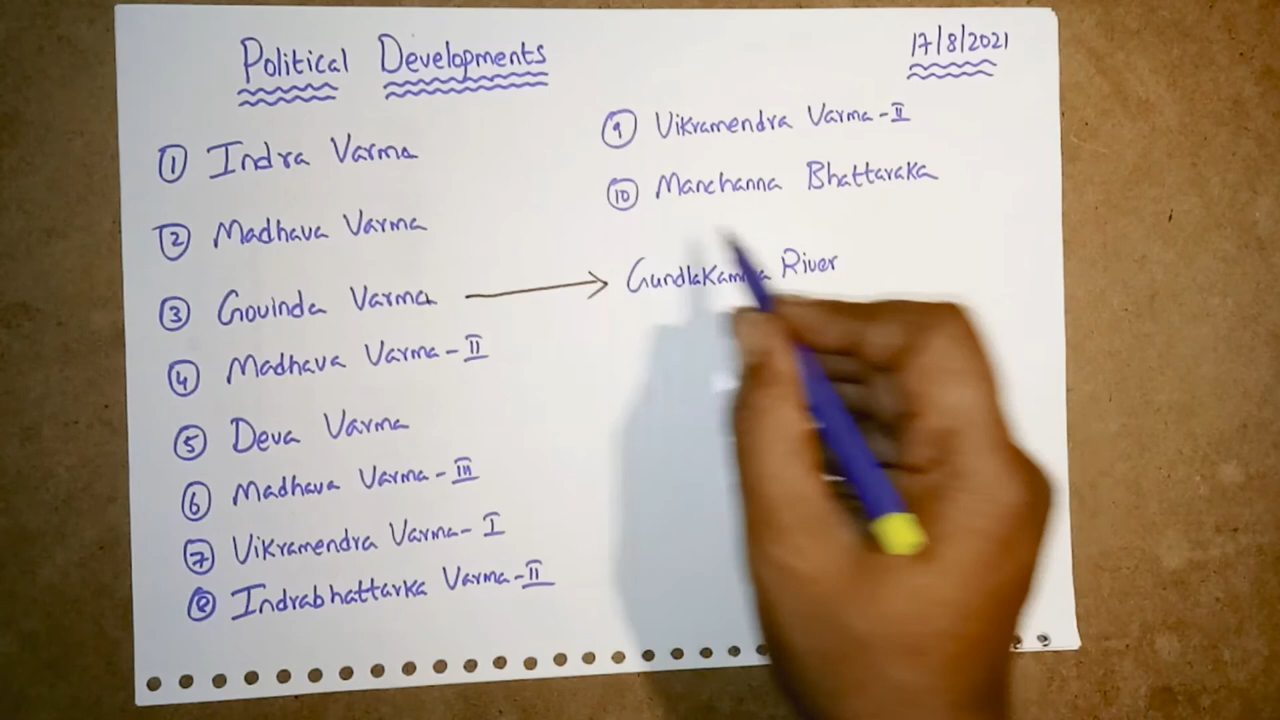 Political Developments
17/8/2021
1 Indra Varma
2 Madhava Varma
3 Govinda Varma → Gundlakamma River
4 Madhava Varma-II
5 Deva Varma
6 Madhava Varma-III
7 Vikramendra Varma-I
8 Indrabhattarka Varma-II
9 Vikramendra Varma-II
10 Manchanna Bhattaraka